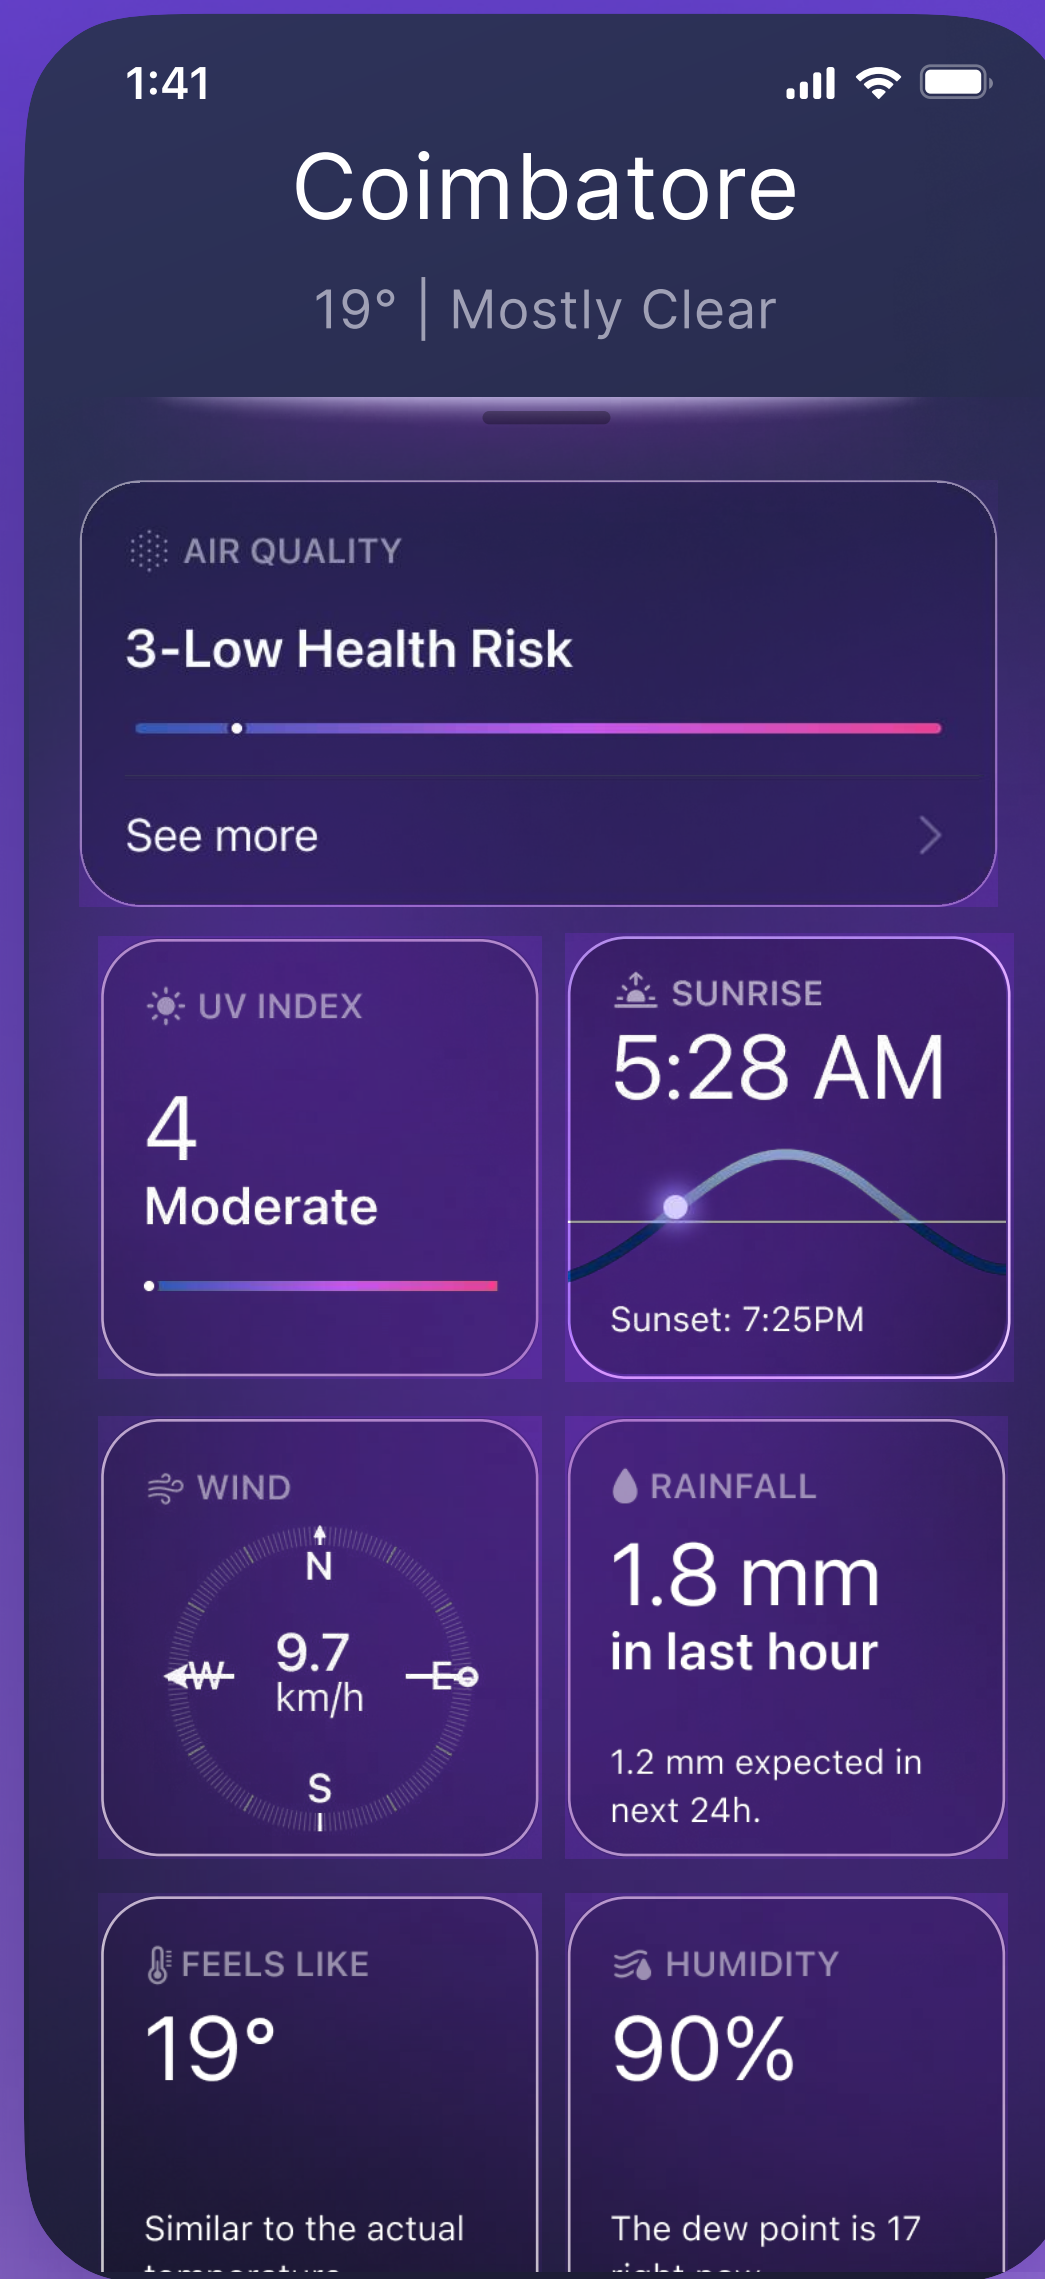 1:41
Coimbatore
19° | Mostly Clear
AIR QUALITY
3-Low Health Risk
See more
UV INDEX
4
Moderate
SUNRISE
5:28 AM
Sunset: 7:25PM
WIND
N
W
9.7
E
km/h
S
RAINFALL
1.8 mm
in last hour
1.2 mm expected in
next 24h.
FEELS LIKE
19°
Similar to the actual
temperature.
HUMIDITY
90%
The dew point is 17
right now.